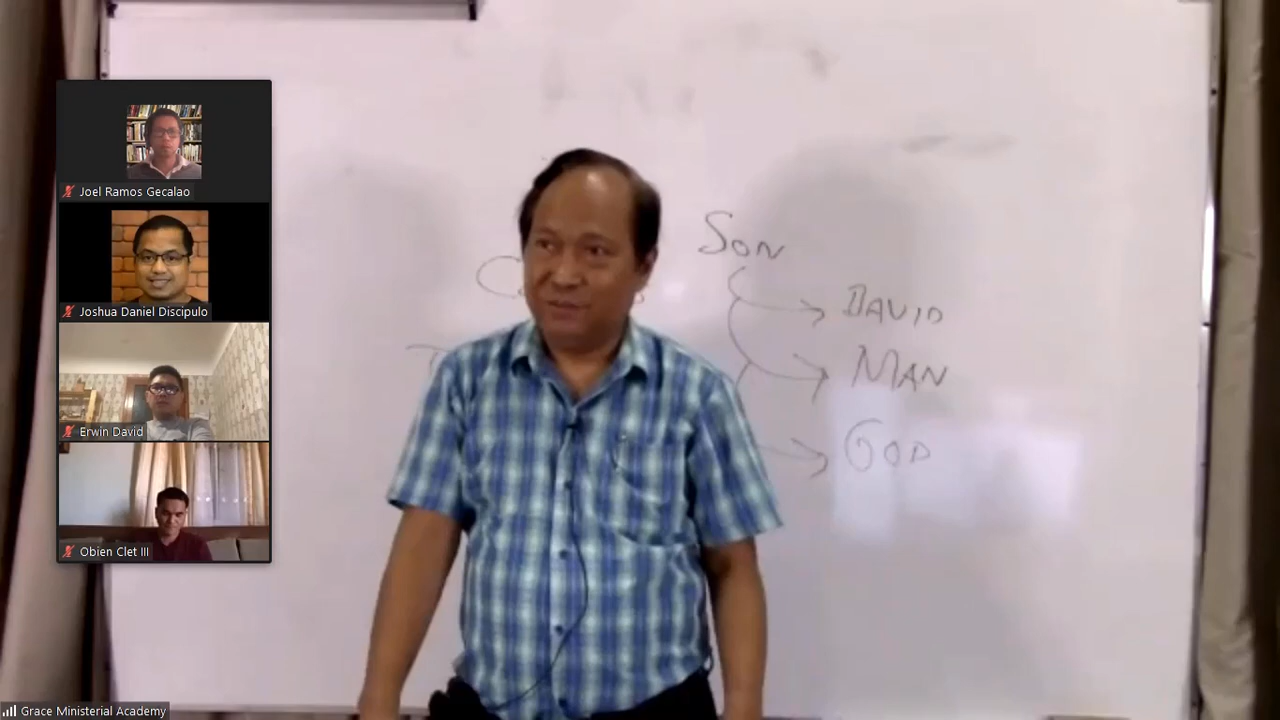 Joel Ramos Gecalao
Joshua Daniel Discipulo
Erwin David
Obien Clet III
SON
DAVID
MAN
GOD
Grace Ministerial Academy